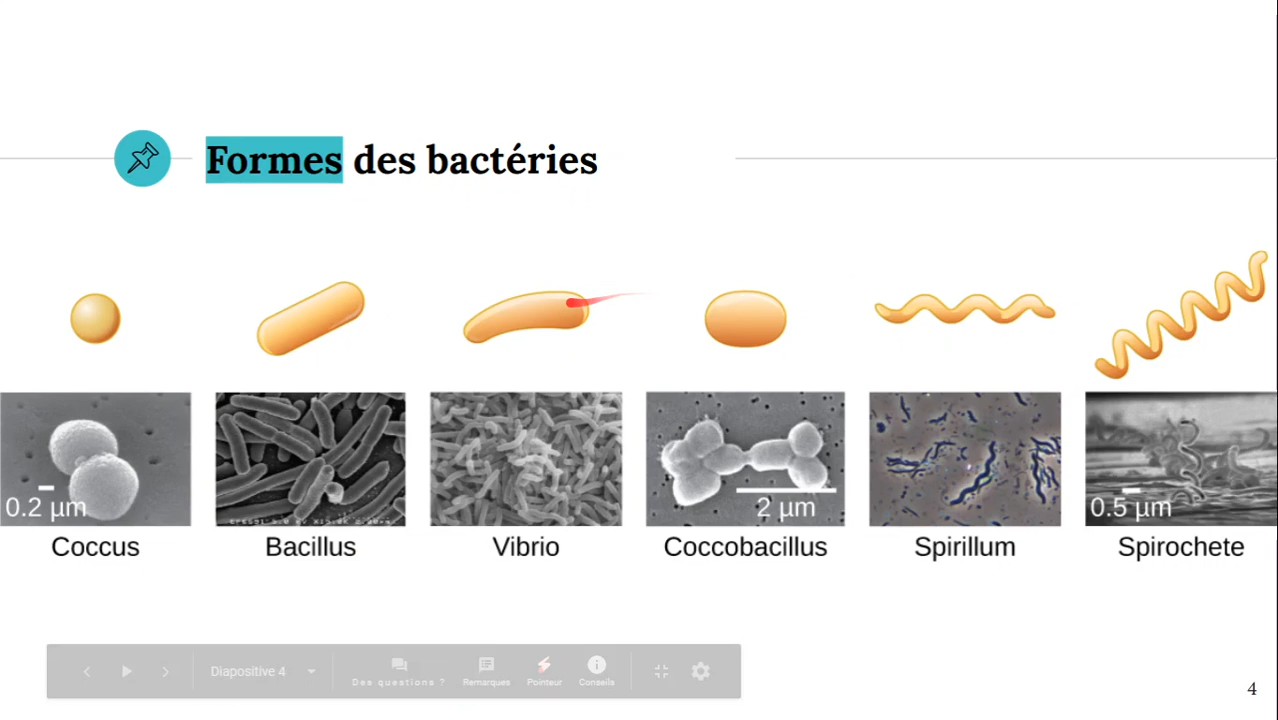 Formes des bactéries
0.2 µm
2 µm
0.5 µm
Coccus
Bacillus
Vibrio
Coccobacillus
Spirillum
Spirochete
Diapositive 4
Des questions ?
Remarques
Pointeur
Conseils
4